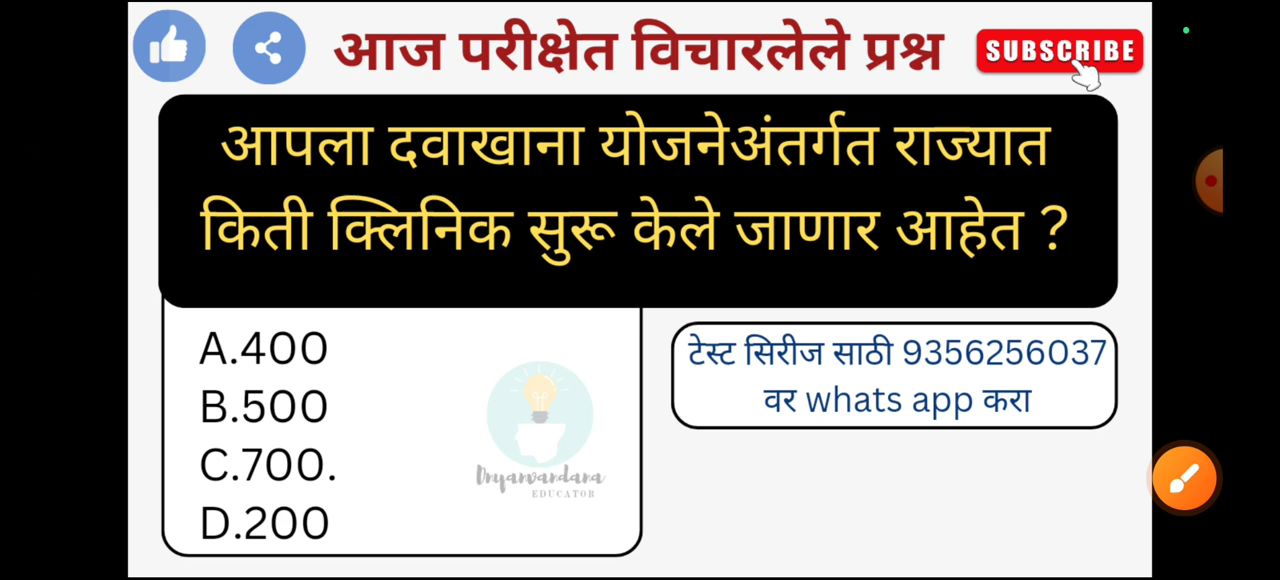 आज परीक्षेत विचारलेले प्रश्न
SUBSCRIBE
आपला दवाखाना योजनेअंतर्गत राज्यात
किती क्लिनिक सुरू केले जाणार आहेत ?
A.400
B.500
C.700.
D.200
Dnyanvandana
EDUCATOR
टेस्ट सिरीज साठी 9356256037
वर whats app करा